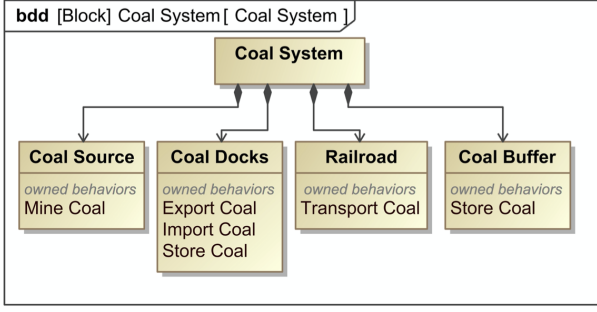 bdd [Block] Coal System[ Coal System ]
Coal System
Coal Source
owned behaviors
Mine Coal
Coal Docks
owned behaviors
Export Coal
Import Coal
Store Coal
Railroad
owned behaviors
Transport Coal
Coal Buffer
owned behaviors
Store Coal